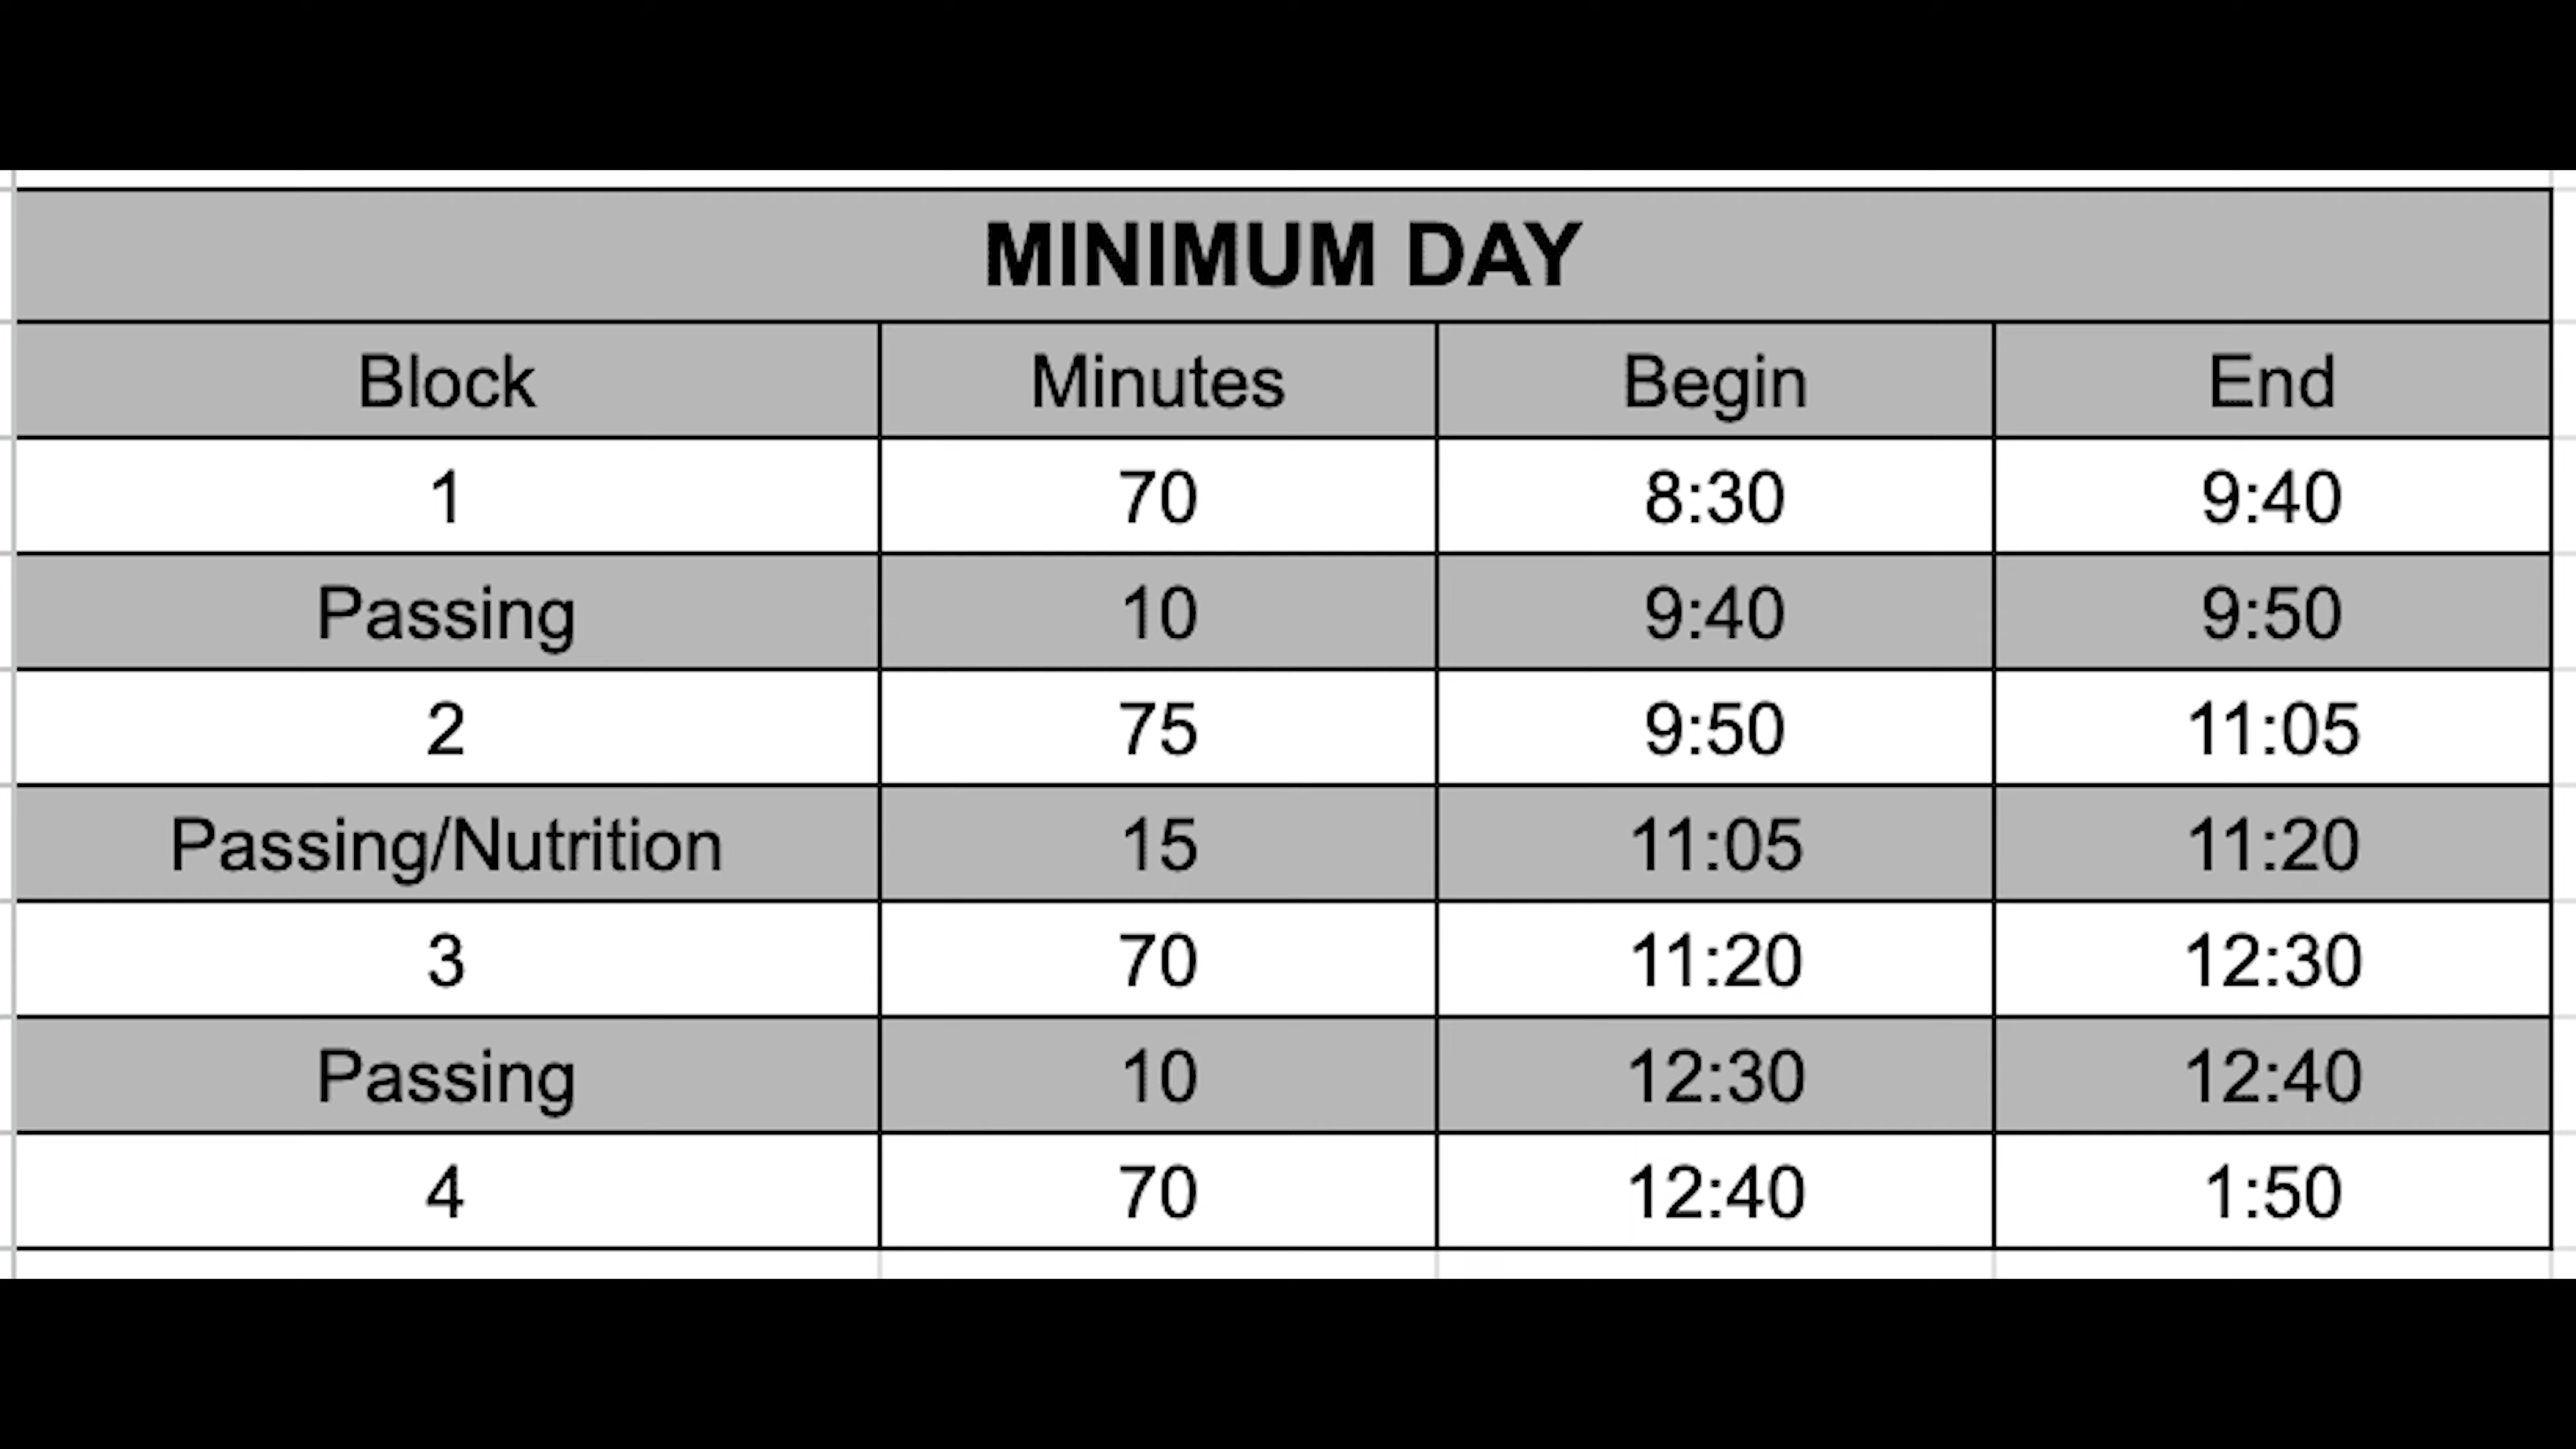 MINIMUM DAY
Block Minutes Begin End
1 70 8:30 9:40
Passing 10 9:40 9:50
2 75 9:50 11:05
Passing/Nutrition 15 11:05 11:20
3 70 11:20 12:30
Passing 10 12:30 12:40
4 70 12:40 1:50